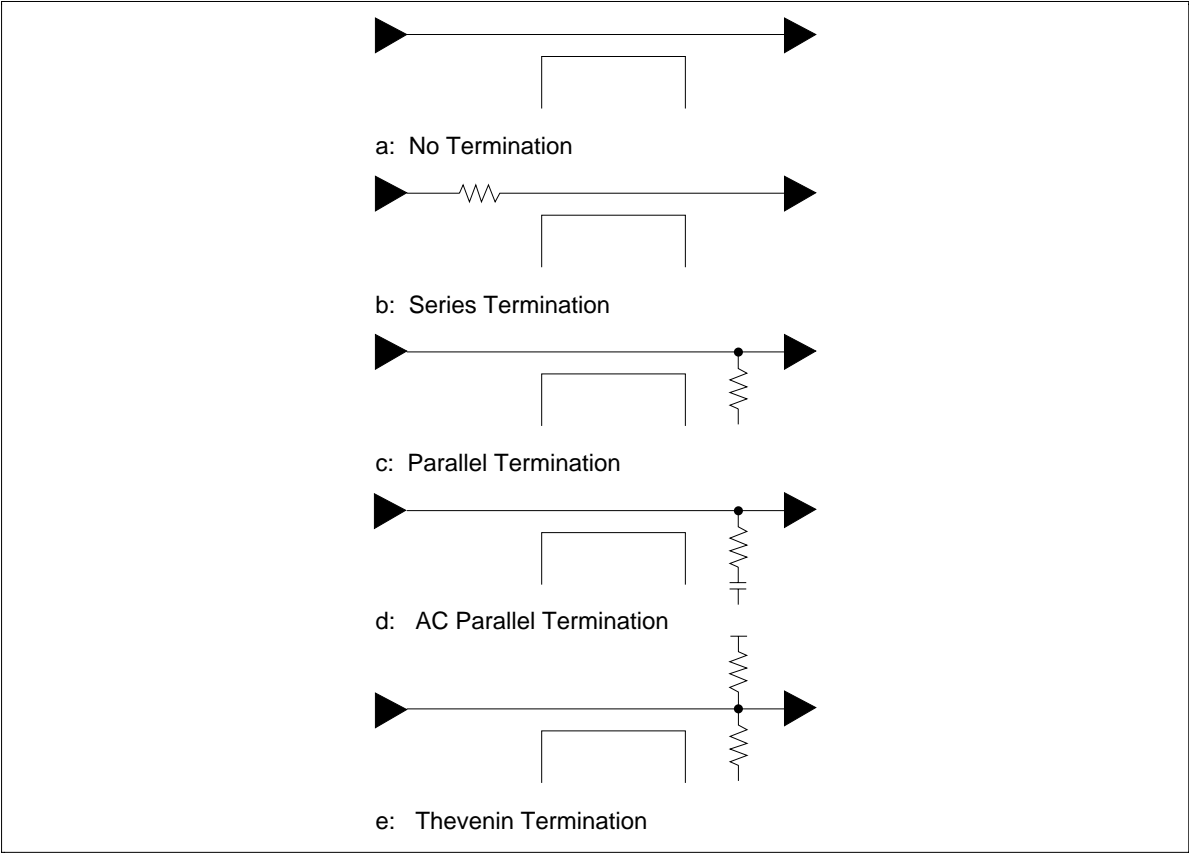 a: No Termination
b: Series Termination
c: Parallel Termination
d: AC Parallel Termination
e: Thevenin Termination